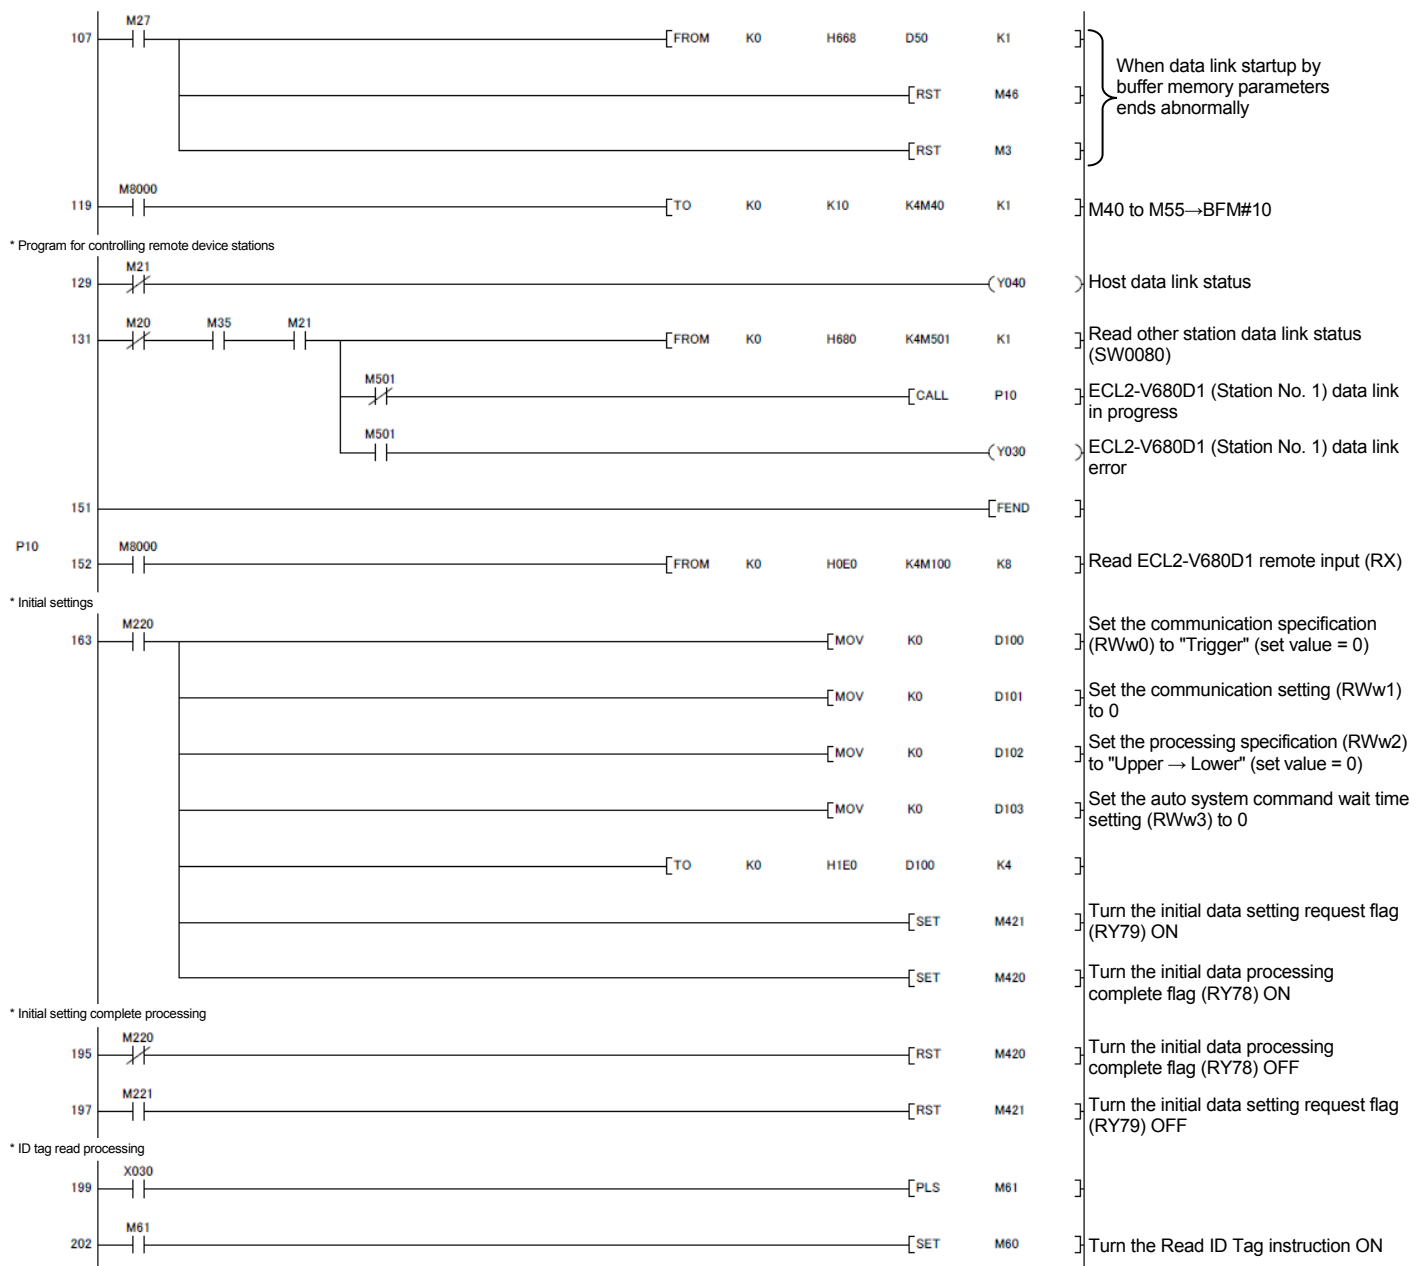 M27
107 FROM K0 H668 D50 K1
When data link startup by
buffer memory parameters
ends abnormally
RST M46
RST M3
M8000
119 TO K0 K10 K4M40 K1
M40 to M55→BFM#10
* Program for controlling remote device stations
M21
129 Y040
Host data link status
M20 M35 M21
131 FROM K0 H680 K4M501 K1
Read other station data link status
(SW0080)
M501
CALL P10
ECL2-V680D1 (Station No. 1) data link
in progress
M501
Y030
ECL2-V680D1 (Station No. 1) data link
error
151 FEND
P10
M8000
152 FROM K0 H0E0 K4M100 K8
Read ECL2-V680D1 remote input (RX)
* Initial settings
M220
163 MOV K0 D100
Set the communication specification
(RWw0) to "Trigger" (set value = 0)
MOV K0 D101
Set the communication setting (RWw1)
to 0
MOV K0 D102
Set the processing specification (RWw2)
to "Upper → Lower" (set value = 0)
MOV K0 D103
Set the auto system command wait time
setting (RWw3) to 0
TO K0 H1E0 D100 K4
SET M421
Turn the initial data setting request flag
(RY79) ON
SET M420
Turn the initial data processing
complete flag (RY78) ON
* Initial setting complete processing
M220
195 RST M420
Turn the initial data processing
complete flag (RY78) OFF
M221
197 RST M421
Turn the initial data setting request flag
(RY79) OFF
* ID tag read processing
X030
199 PLS M61
M61
202 SET M60
Turn the Read ID Tag instruction ON